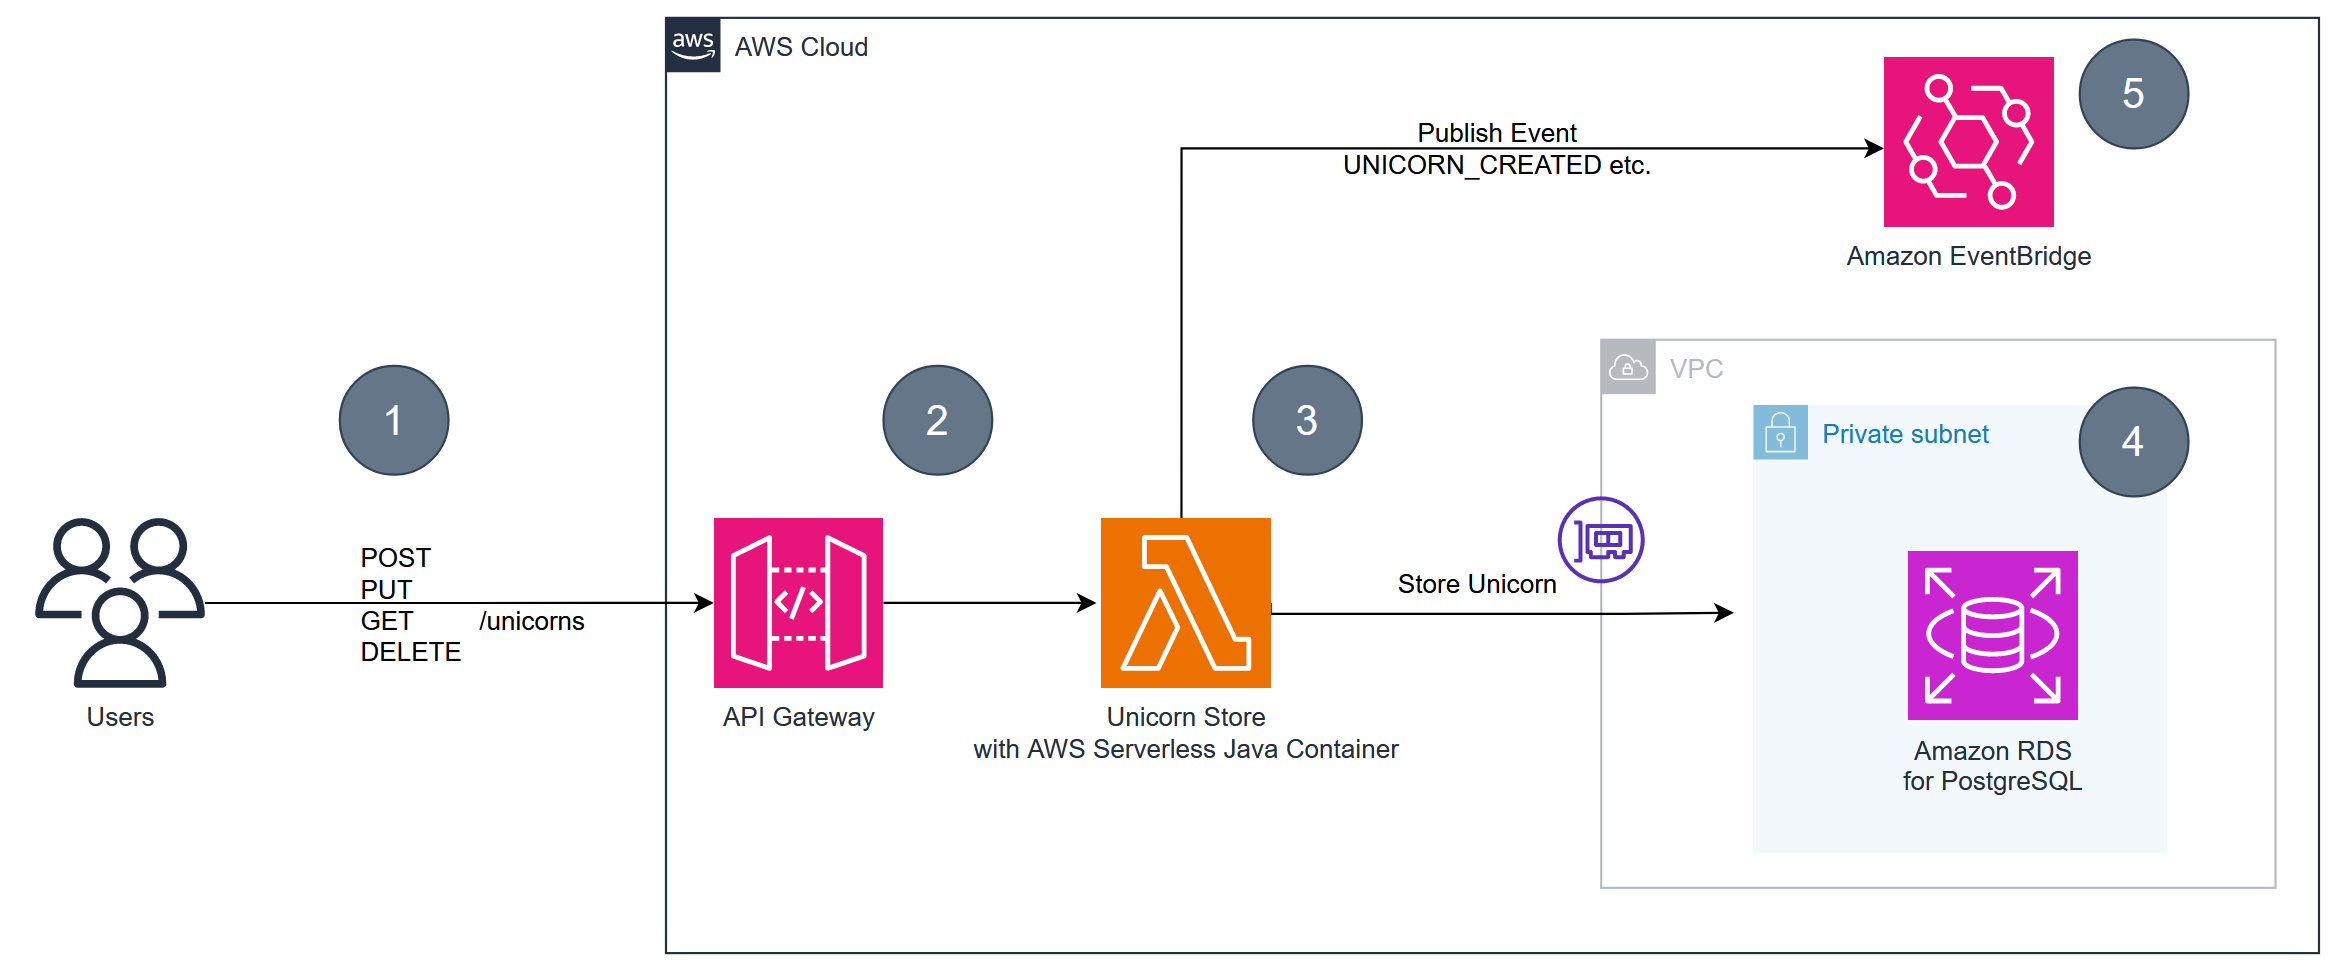 aws
AWS Cloud
5
Publish Event
UNICORN_CREATED etc.
Amazon EventBridge
VPC
1
2
3
Private subnet
4
POST
PUT
GET /unicorns
DELETE
Store Unicorn
Users
API Gateway
Unicorn Store
with AWS Serverless Java Container
Amazon RDS
for PostgreSQL